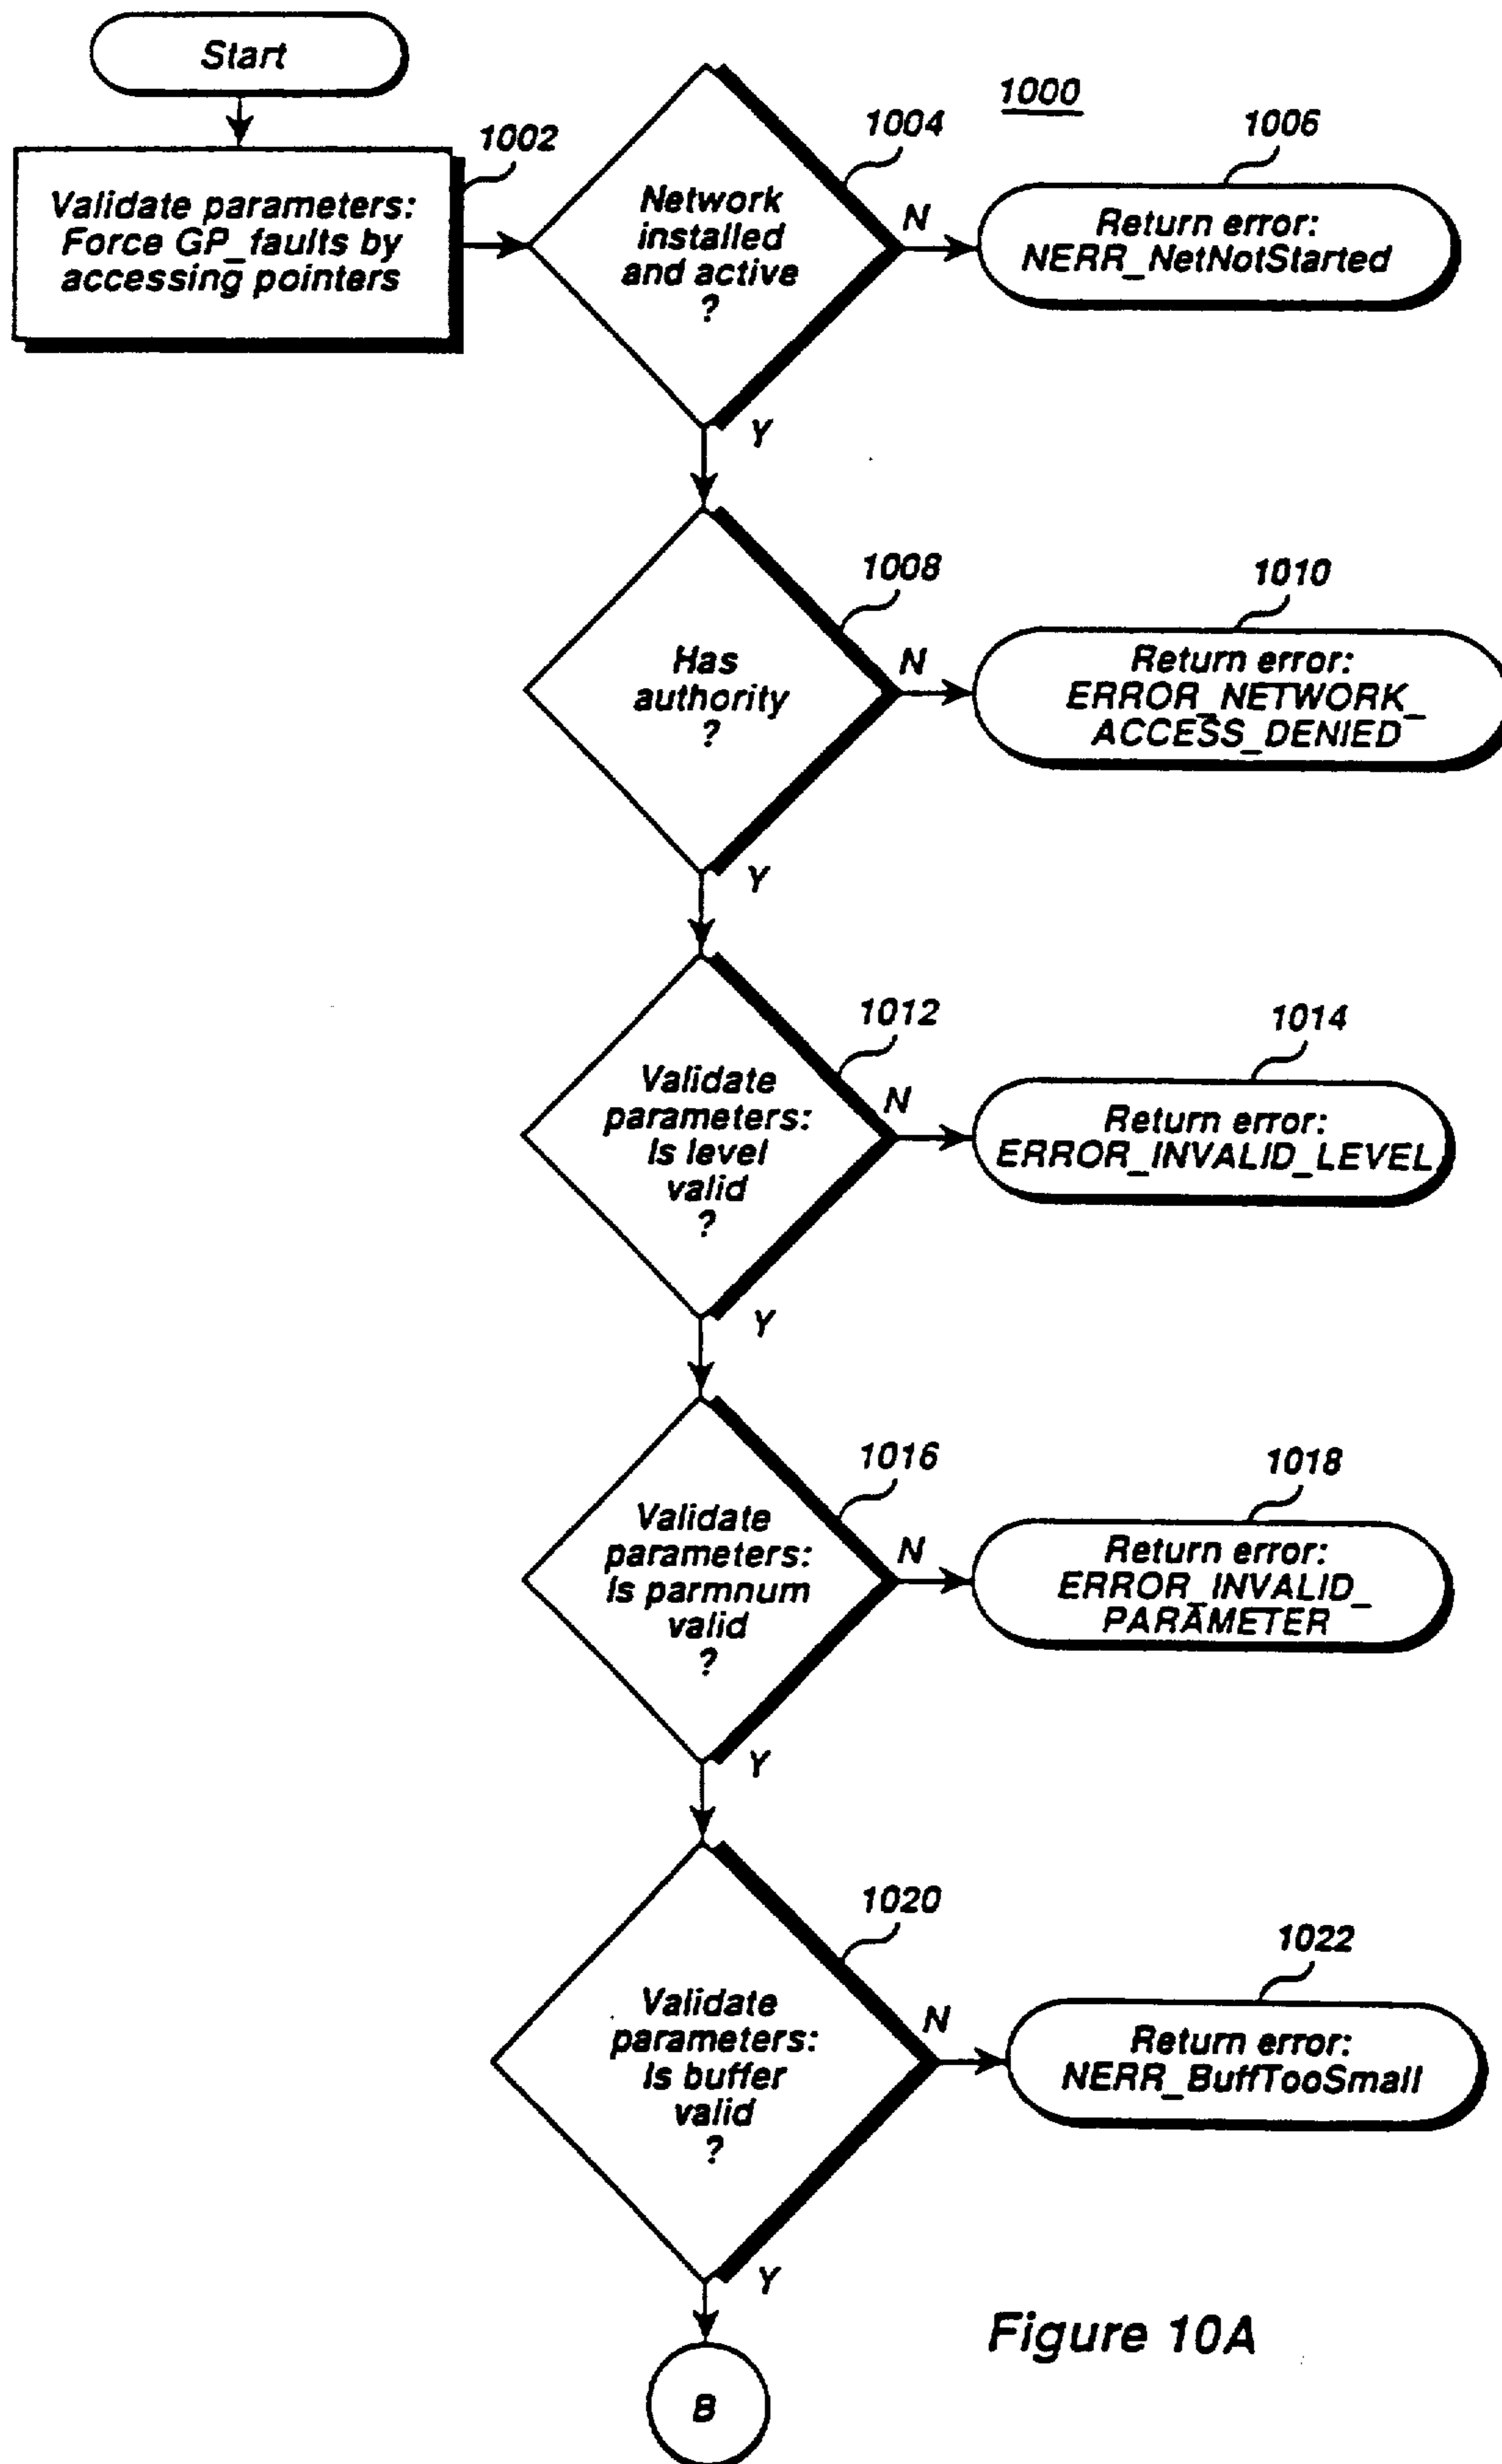 Start
1000
1002
Validate parameters:
Force GP_faults by
accessing pointers
1004
Network
installed
and active
?
N
1006
Return error:
NERR_NetNotStarted
Y
1008
Has
authority
?
N
1010
Return error:
ERROR_NETWORK_
ACCESS_DENIED
Y
1012
Validate
parameters:
Is level
valid
?
N
1014
Return error:
ERROR_INVALID_LEVEL
Y
1016
Validate
parameters:
Is parmnum
valid
?
N
1018
Return error:
ERROR_INVALID_
PARAMETER
Y
1020
Validate
parameters:
Is buffer
valid
?
N
1022
Return error:
NERR_BuffTooSmall
Y
B
Figure 10A